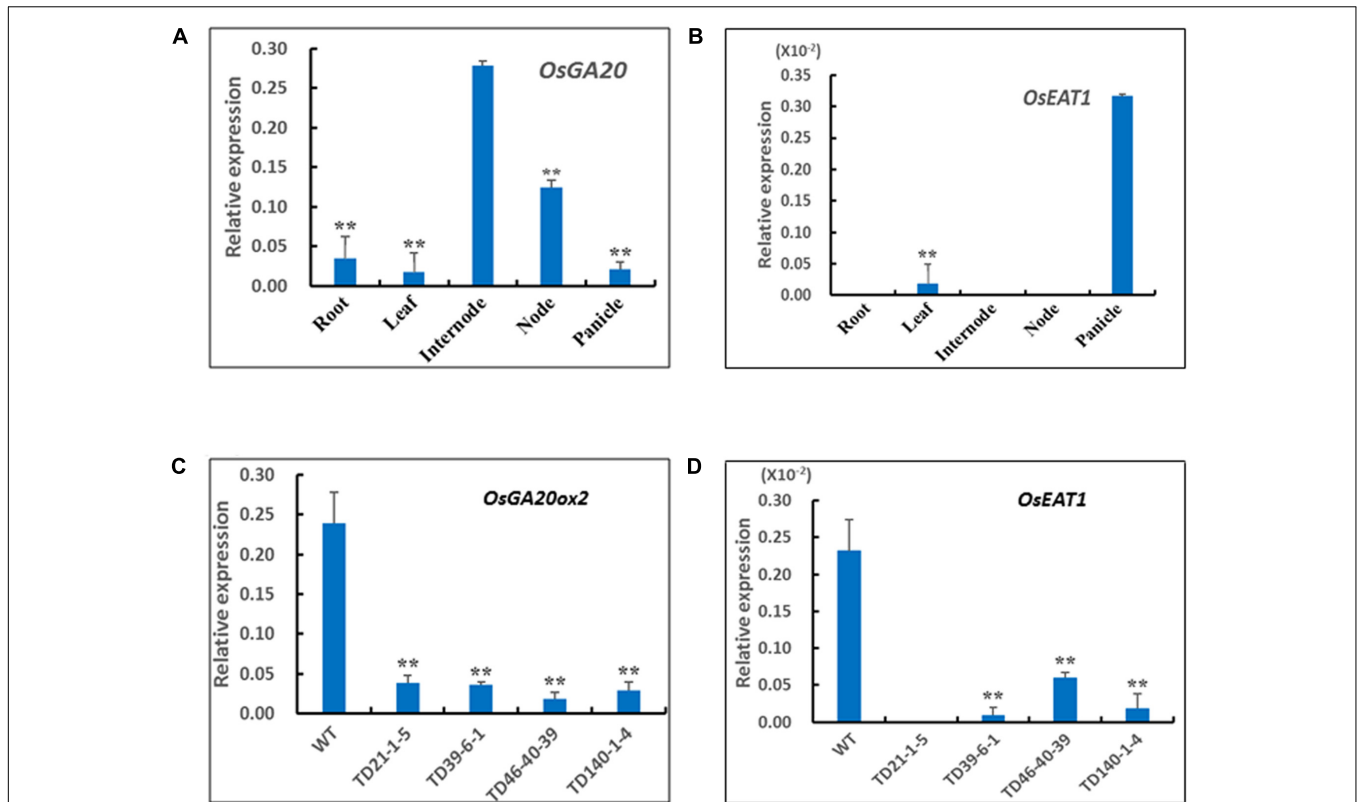 A
OsGA20
Relative expression
0.30
0.25
0.20
0.15
0.10
0.05
0.00
**
**
**
**
Root
Leaf
Internode
Node
Panicle
B
(X10-2)
OsEAT1
Relative expression
0.35
0.30
0.25
0.20
0.15
0.10
0.05
0.00
**
Root
Leaf
Internode
Node
Panicle
C
OsGA20ox2
Relative expression
0.30
0.25
0.20
0.15
0.10
0.05
0.00
**
**
**
**
WT
TD21-1-5
TD39-6-1
TD46-40-39
TD140-1-4
D
(X10-2)
OsEAT1
Relative expression
0.30
0.25
0.20
0.15
0.10
0.05
0.00
**
**
**
WT
TD21-1-5
TD39-6-1
TD46-40-39
TD140-1-4